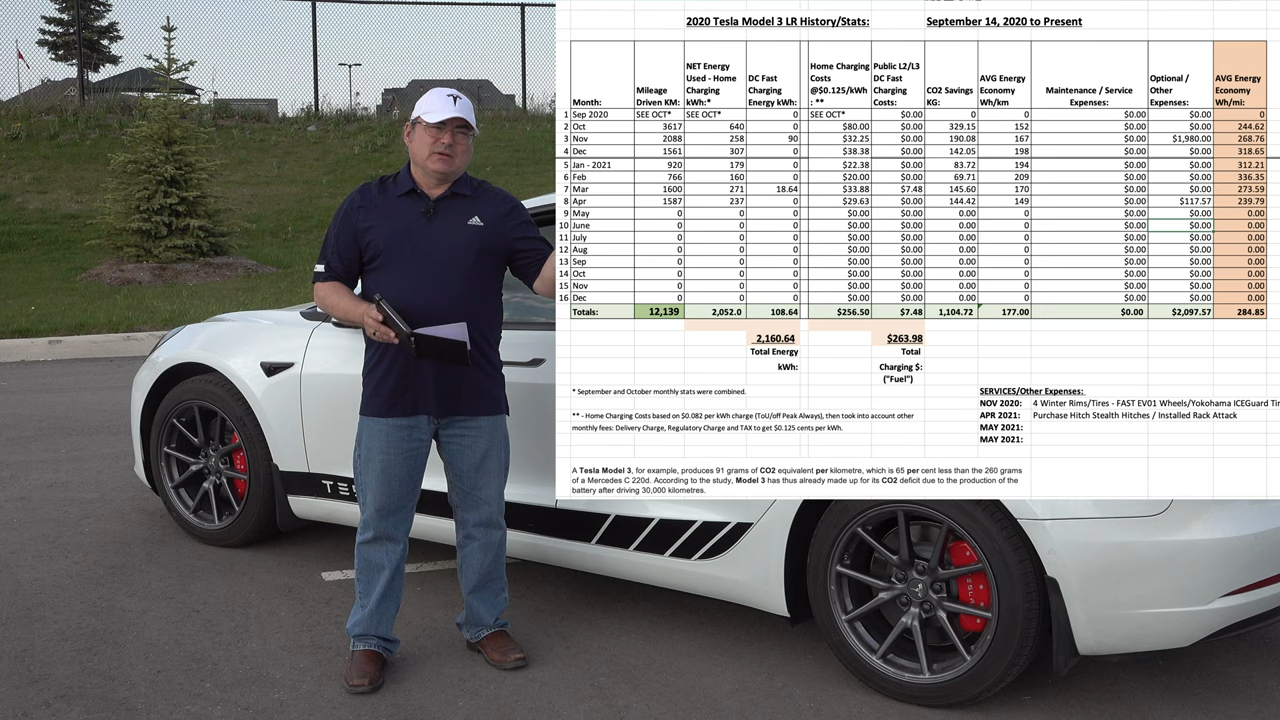 2020 Tesla Model 3 LR History/Stats: September 14, 2020 to Present
Month: Mileage Driven KM: NET Energy Used - Home Charging kWh:* DC Fast Charging Energy kWh: Home Charging Costs @$0.125/kWh : ** Public L2/L3 DC Fast Charging Costs: CO2 Savings KG: AVG Energy Economy Wh/km Maintenance / Service Expenses: Optional / Other Expenses: AVG Energy Economy Wh/mi:
1 Sep 2020 SEE OCT* SEE OCT* 0 SEE OCT* $0.00 0 0 $0.00 $0.00 0
2 Oct 3617 640 0 $80.00 $0.00 329.15 152 $0.00 $0.00 244.62
3 Nov 2088 258 90 $32.25 $0.00 190.08 167 $0.00 $1,980.00 268.76
4 Dec 1561 307 0 $38.38 $0.00 142.05 198 $0.00 $0.00 318.65
5 Jan - 2021 920 179 0 $22.38 $0.00 83.72 194 $0.00 $0.00 312.21
6 Feb 766 160 0 $20.00 $0.00 69.71 209 $0.00 $0.00 336.35
7 Mar 1600 271 18.64 $33.88 $7.48 145.60 170 $0.00 $0.00 273.59
8 Apr 1587 237 0 $29.63 $0.00 144.42 149 $0.00 $117.57 239.79
9 May 0 0 0 $0.00 $0.00 0.00 0 $0.00 $0.00 0.00
10 June 0 0 0 $0.00 $0.00 0.00 0 $0.00 $0.00 0.00
11 July 0 0 0 $0.00 $0.00 0.00 0 $0.00 $0.00 0.00
12 Aug 0 0 0 $0.00 $0.00 0.00 0 $0.00 $0.00 0.00
13 Sep 0 0 0 $0.00 $0.00 0.00 0 $0.00 $0.00 0.00
14 Oct 0 0 0 $0.00 $0.00 0.00 0 $0.00 $0.00 0.00
15 Nov 0 0 0 $0.00 $0.00 0.00 0 $0.00 $0.00 0.00
16 Dec 0 0 0 $0.00 $0.00 0.00 0 $0.00 $0.00 0.00
Totals: 12,139 2,052.0 108.64 $256.50 $7.48 1,104.72 177.00 $0.00 $2,097.57 284.85
2,160.64 $263.98
Total Energy Total
kWh: Charging $:
("Fuel")
* September and October monthly stats were combined.
SERVICES/Other Expenses:
NOV 2020: 4 Winter Rims/Tires - FAST EV01 Wheels/Yokohama ICEGuard
APR 2021: Purchase Hitch Stealth Hitches / Installed Rack Attack
MAY 2021:
MAY 2021:
** - Home Charging Costs based on $0.082 per kWh charge (ToU/off Peak Always), then took into account other
monthly fees: Delivery Charge, Regulatory Charge and TAX to get $0.125 cents per kWh.
A Tesla Model 3, for example, produces 91 grams of CO2 equivalent per kilometre, which is 65 per cent less than the 260 grams
of a Mercedes C 220d. According to the study, Model 3 has thus already made up for its CO2 deficit due to the production of the
battery after driving 30,000 kilometres.
adidas
TESLA